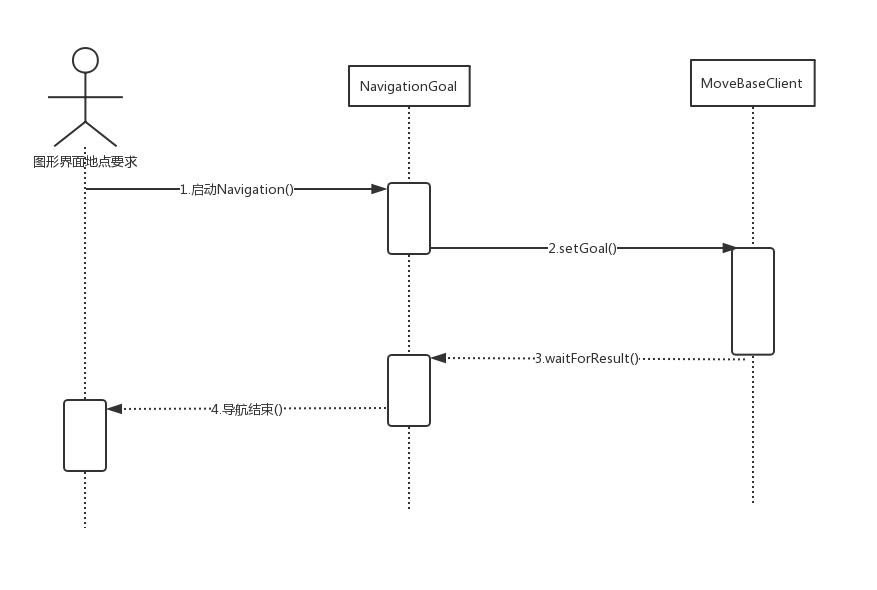 NavigationGoal
MoveBaseClient
图形界面地点要求
1.启动Navigation()
2.setGoal()
3.waitForResult()
4.导航结束()